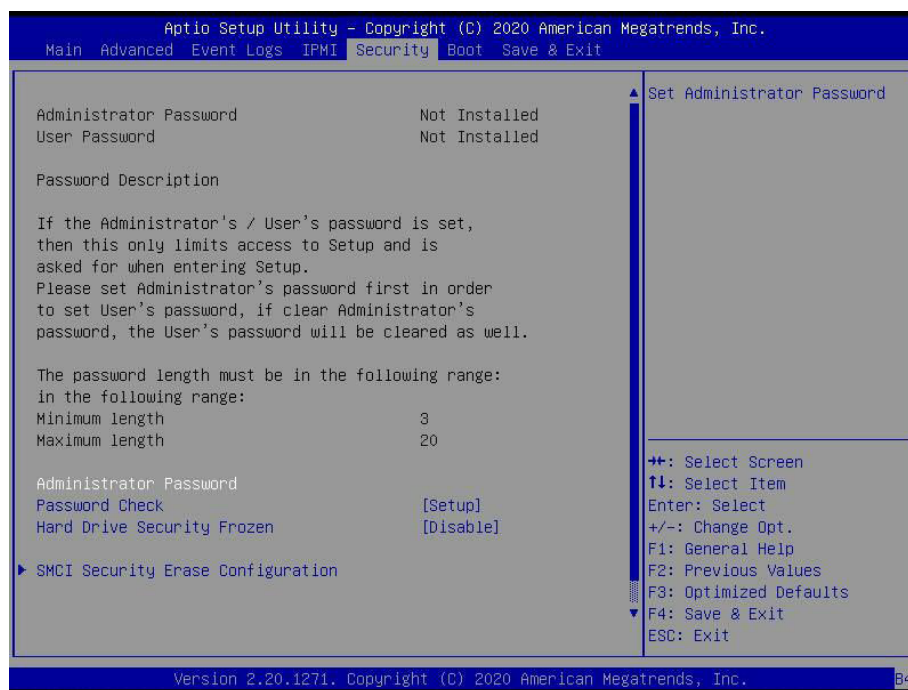 Aptio Setup Utility – Copyright (C) 2020 American Megatrends, Inc.
Main Advanced Event Logs IPMI Security Boot Save & Exit
Administrator Password Not Installed
User Password Not Installed
Password Description
If the Administrator's / User's password is set,
then this only limits access to Setup and is
asked for when entering Setup.
Please set Administrator's password first in order
to set User's password, if clear Administrator's
password, the User's password will be cleared as well.
The password length must be in the following range:
in the following range:
Minimum length 3
Maximum length 20
Administrator Password
Password Check [Setup]
Hard Drive Security Frozen [Disable]
▶ SMCI Security Erase Configuration
Set Administrator Password
→←: Select Screen
↑↓: Select Item
Enter: Select
+/-: Change Opt.
F1: General Help
F2: Previous Values
F3: Optimized Defaults
F4: Save & Exit
ESC: Exit
Version 2.20.1271. Copyright (C) 2020 American Megatrends, Inc.